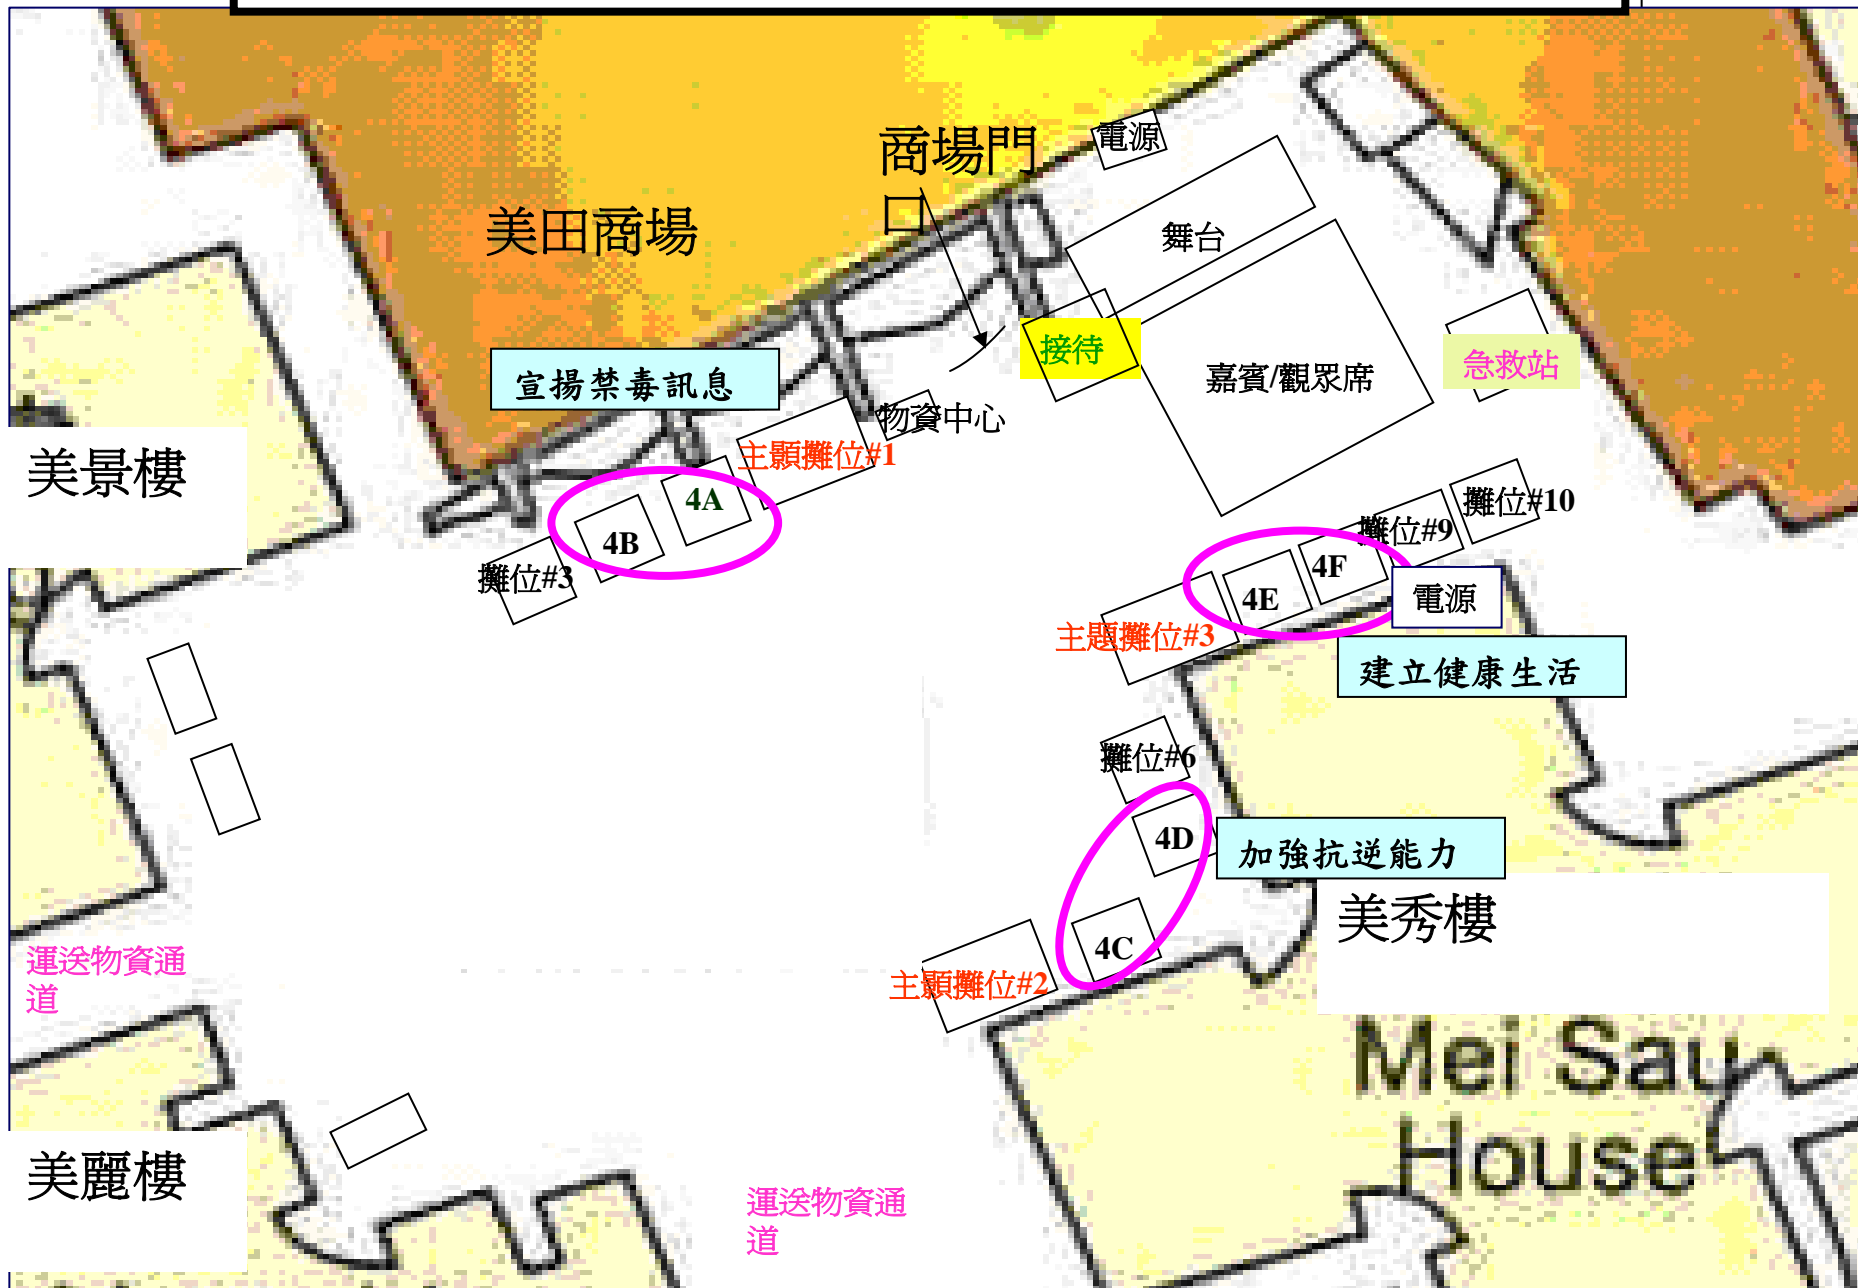 電源
商場門
口
美田商場
舞台
接待
急救站
宣揚禁毒訊息
嘉賓/觀眾席
物資中心
主題攤位#1
美景樓
4A
4B
攤位#3
攤位#10
攤位#9
4F
4E
電源
主題攤位#3
建立健康生活
攤位#6
4D
加強抗逆能力
美秀樓
4C
主題攤位#2
運送物資通
道
Mei Sau
House
美麗樓
運送物資通
道